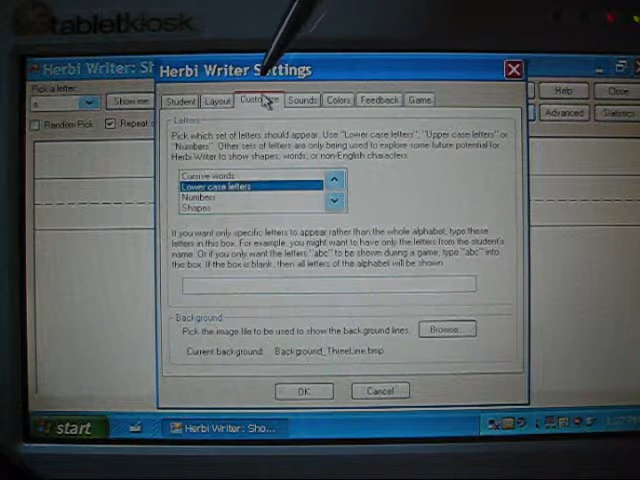 tabletkiosk
Herbi Writer: Sh
Herbi Writer Settings
Pick a letter:
a
Show me
Random Pick
Repeat
Student
Layout
Sounds
Colors
Feedback
Game
Help
Close
Advanced
Statistics
Letters
Pick which set of letters should appear. Use "Lower case letters", "Upper case letters" or
"Numbers". Other sets of letters are only being used to explore some future potential for
Herbi Writer to show shapes, words, or non-English characters.
Cursive words
Lower case letters
Numbers
Shapes
If you want only specific letters to appear rather than the whole alphabet, type those
letters in this box. For example, you might want to have only the letters from the student's
name. Or if you only want the letters "abc" to be shown during a game, type "abc" into
this box. If the box is blank, then all letters of the alphabet will be shown.
Background
Pick the image file to be used to show the background lines.
Browse...
Current background:
Background_ThreeLine.bmp
OK
Cancel
start
Herbi Writer: Sho...